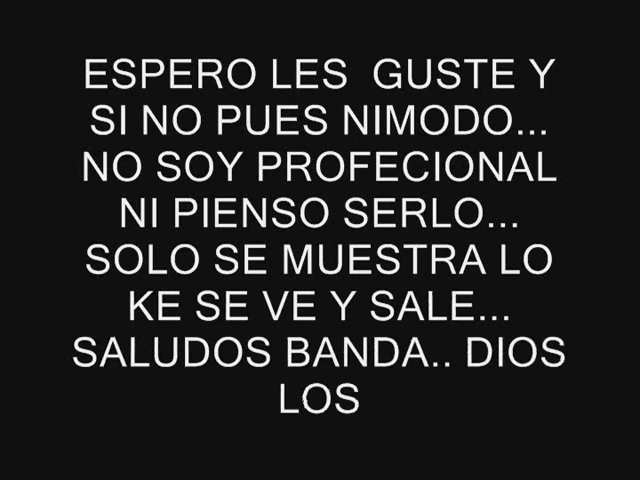 ESPERO LES  GUSTE Y
SI NO PUES NIMODO...
NO SOY PROFECIONAL
NI PIENSO SERLO...
SOLO SE MUESTRA LO
KE SE VE Y SALE...
SALUDOS BANDA.. DIOS
LOS